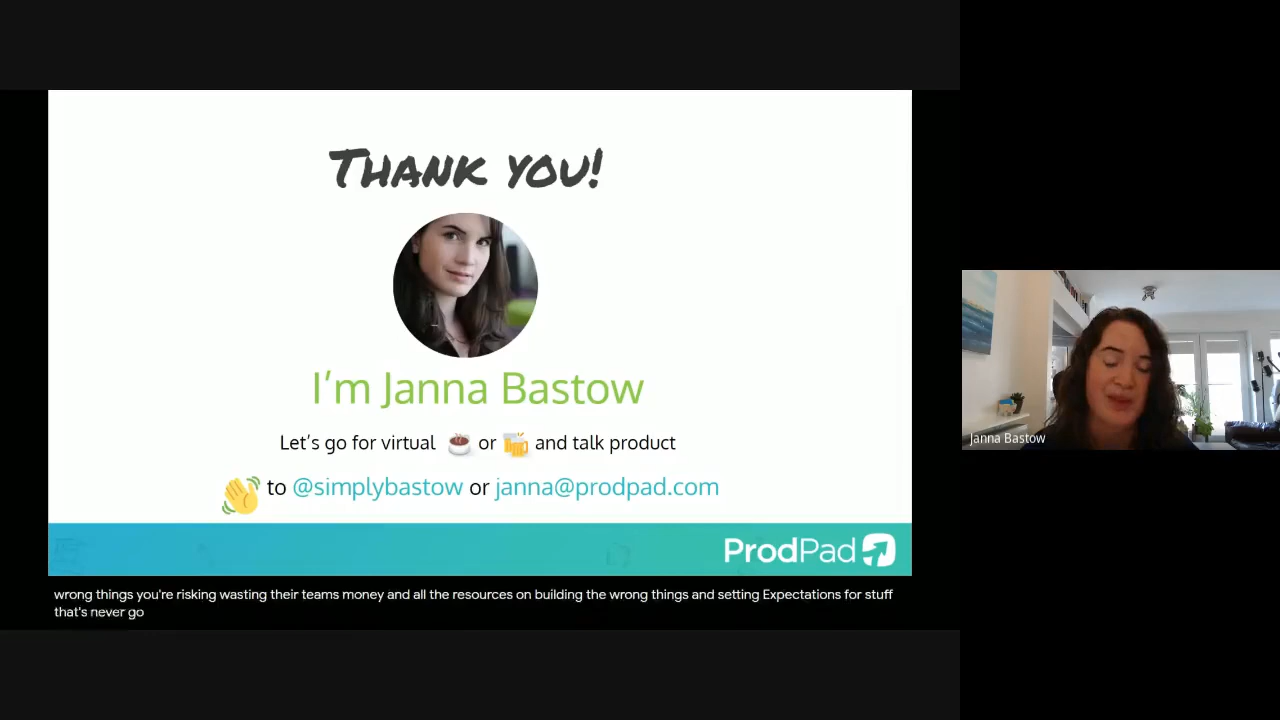 THANK YOU!
I'm Janna Bastow
Let's go for virtual or and talk product
to @simplybastow or janna@prodpad.com
ProdPad
wrong things you're risking wasting their teams money and all the resources on building the wrong things and setting Expectations for stuff
that's never go
Janna Bastow